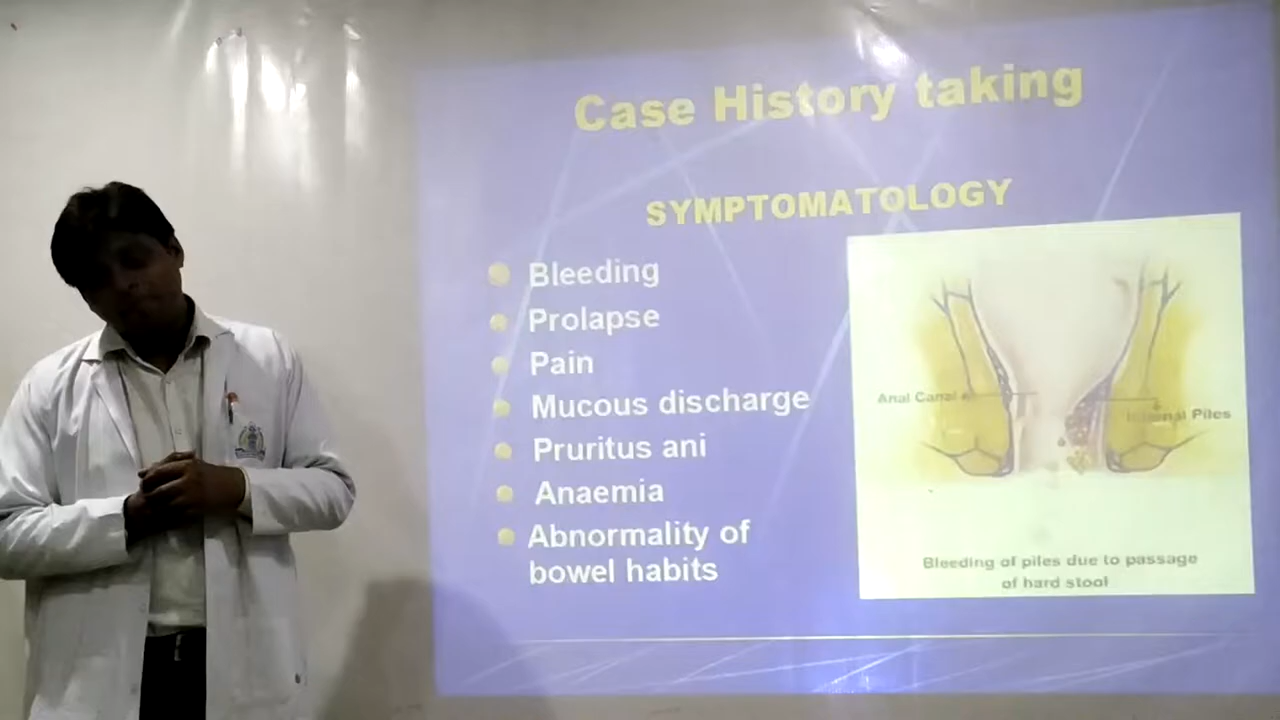 Case History taking
SYMPTOMATOLOGY
Bleeding
Prolapse
Pain
Mucous discharge
Pruritus ani
Anaemia
Abnormality of
bowel habits
Anal Canal
Internal Piles
Bleeding of piles due to passage
of hard stool